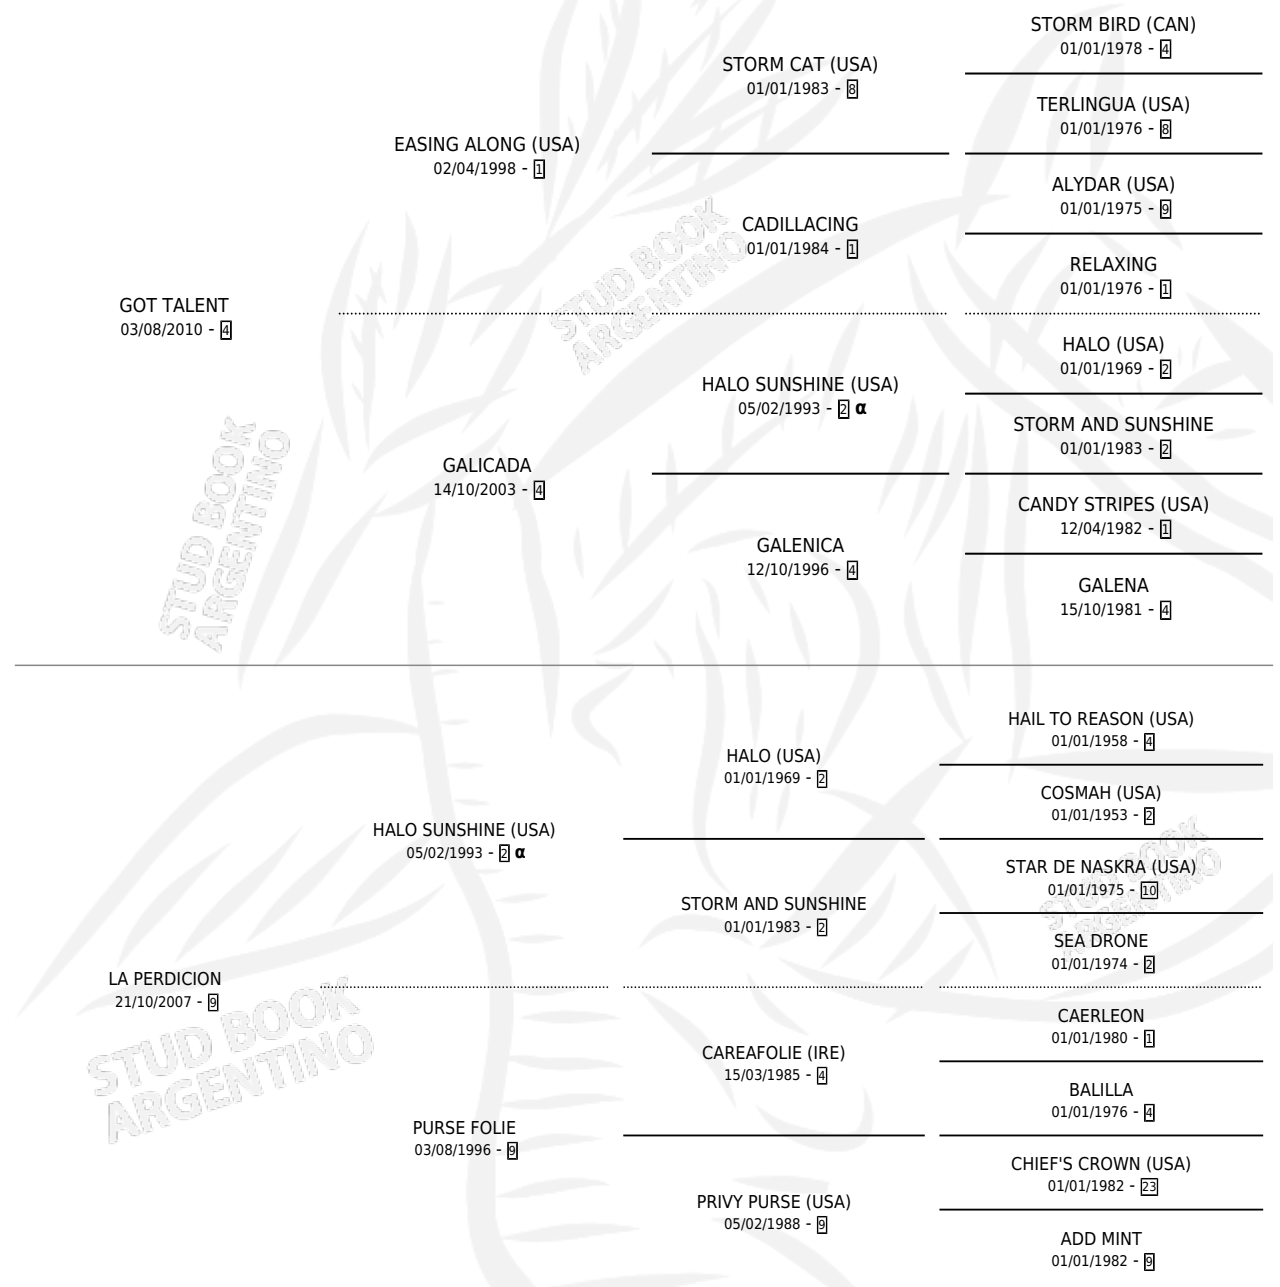 STORM BIRD (CAN)
01/01/1978 - 4
STORM CAT (USA)
01/01/1983 - 8
TERLINGUA (USA)
01/01/1976 - 8
EASING ALONG (USA)
02/04/1998 - 1
ALYDAR (USA)
01/01/1975 - 9
CADILLACING
01/01/1984 - 1
RELAXING
01/01/1976 - 1
GOT TALENT
03/08/2010 - 4
HALO (USA)
01/01/1969 - 2
HALO SUNSHINE (USA)
05/02/1993 - 2 α
STORM AND SUNSHINE
01/01/1983 - 2
GALICADA
14/10/2003 - 4
CANDY STRIPES (USA)
12/04/1982 - 1
GALENICA
12/10/1996 - 4
GALENA
15/10/1981 - 4
HAIL TO REASON (USA)
01/01/1958 - 4
HALO (USA)
01/01/1969 - 2
COSMAH (USA)
01/01/1953 - 2
HALO SUNSHINE (USA)
05/02/1993 - 2 α
STAR DE NASKRA (USA)
01/01/1975 - 10
STORM AND SUNSHINE
01/01/1983 - 2
SEA DRONE
01/01/1974 - 2
LA PERDICION
21/10/2007 - 9
CAERLEON
01/01/1980 - 1
CAREAFOLIE (IRE)
15/03/1985 - 4
BALILLA
01/01/1976 - 4
PURSE FOLIE
03/08/1996 - 9
CHIEF'S CROWN (USA)
01/01/1982 - 23
PRIVY PURSE (USA)
05/02/1988 - 9
ADD MINT
01/01/1982 - 9
STUD BOOK
ARGENTINO
STUD BOOK
ARGENTINO
STUD BOOK
ARGENTINO
STUD BOOK
ARGENTINO